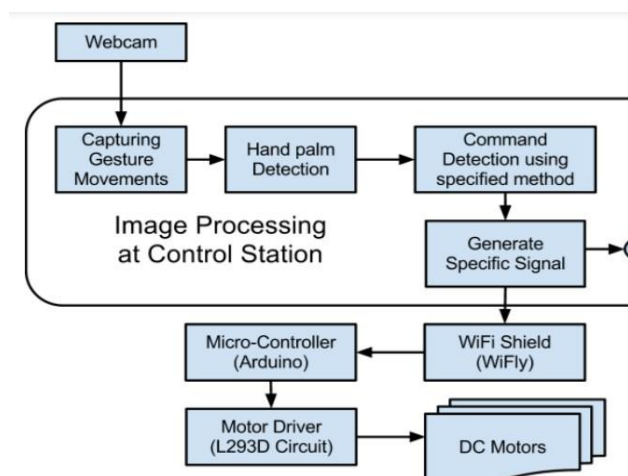 Webcam
Capturing
Gesture
Movements
Hand palm
Detection
Command
Detection using
specified method
Image Processing
at Control Station
Generate
Specific Signal
Micro-Controller
(Arduino)
WiFi Shield
(WiFly)
Motor Driver
(L293D Circuit)
DC Motors